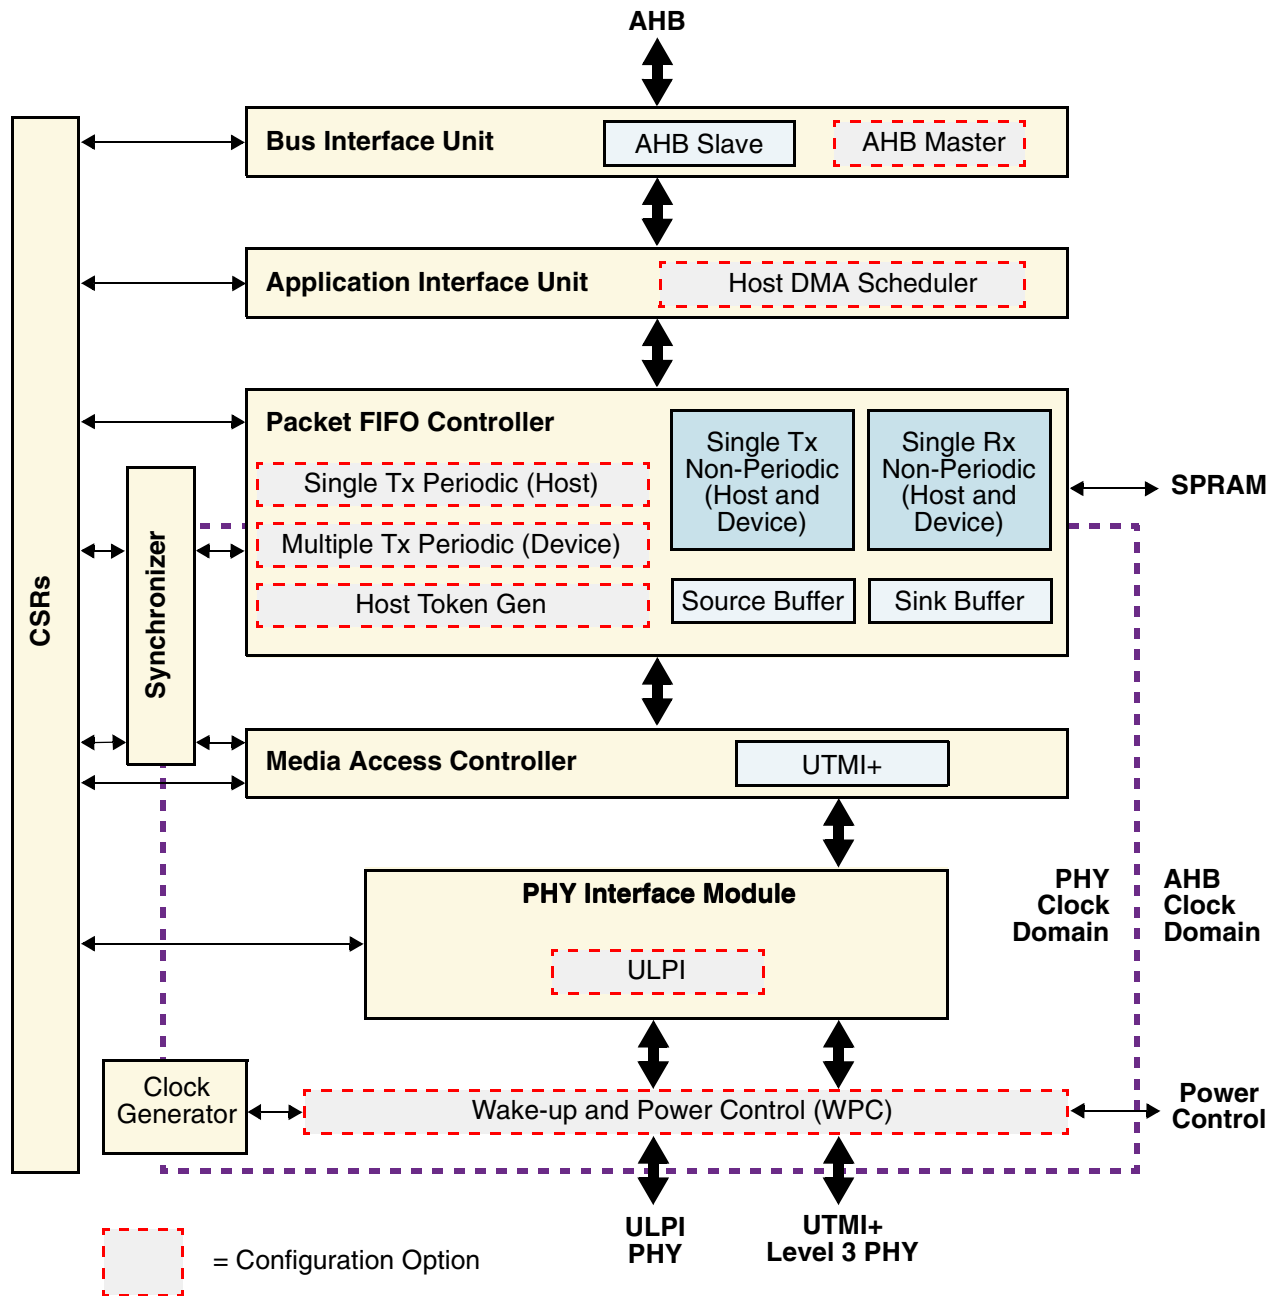 AHB
Bus Interface Unit
AHB Slave
AHB Master
Application Interface Unit
Host DMA Scheduler
Packet FIFO Controller
Single Tx Periodic (Host)
Multiple Tx Periodic (Device)
Host Token Gen
Single Tx
Non-Periodic
(Host and
Device)
Single Rx
Non-Periodic
(Host and
Device)
Source Buffer
Sink Buffer
SPRAM
CSRs
Synchronizer
Media Access Controller
UTMI+
PHY Interface Module
ULPI
PHY
Clock
Domain
AHB
Clock
Domain
Clock
Generator
Wake-up and Power Control (WPC)
Power
Control
ULPI
PHY
UTMI+
Level 3 PHY
= Configuration Option